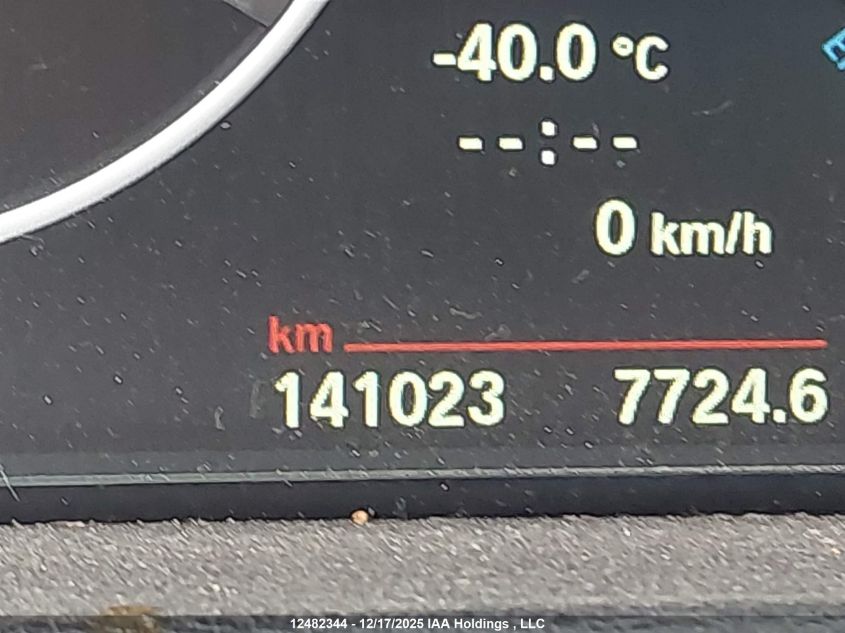 -40.0 °C
--:--
0 km/h
km
141023 7724.6
12482344 - 12/17/2025 IAA Holdings , LLC